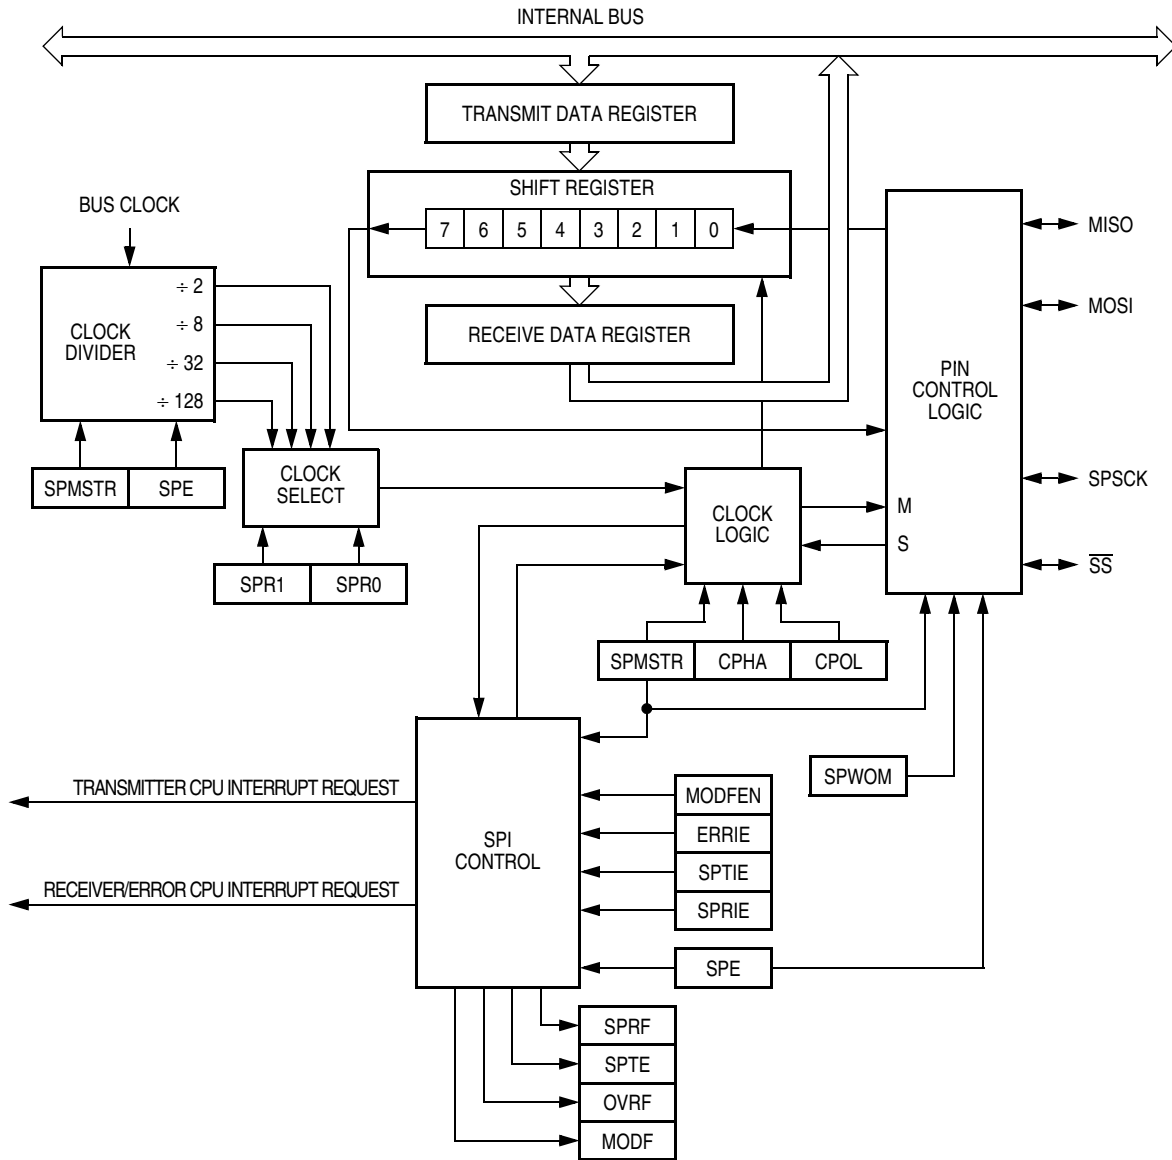 INTERNAL BUS
TRANSMIT DATA REGISTER
SHIFT REGISTER
7 6 5 4 3 2 1 0
RECEIVE DATA REGISTER
BUS CLOCK
CLOCK
DIVIDER
÷ 2
÷ 8
÷ 32
÷ 128
SPMSTR SPE
CLOCK
SELECT
SPR1 SPR0
CLOCK
LOGIC
SPMSTR CPHA CPOL
PIN
CONTROL
LOGIC
M
S
MISO
MOSI
SPSCK
SS
SPWOM
TRANSMITTER CPU INTERRUPT REQUEST
RECEIVER/ERROR CPU INTERRUPT REQUEST
SPI
CONTROL
MODFEN
ERRIE
SPTIE
SPRIE
SPE
SPRF
SPTE
OVRF
MODF